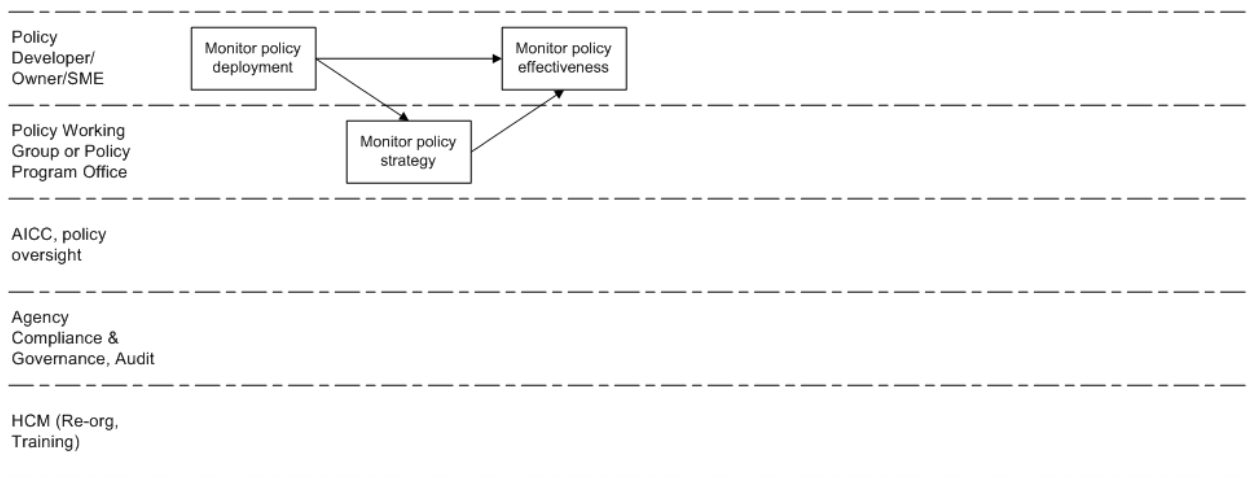 Policy
Developer/
Owner/SME
Monitor policy
deployment
Monitor policy
effectiveness
Policy Working
Group or Policy
Program Office
Monitor policy
strategy
AICC, policy
oversight
Agency
Compliance &
Governance, Audit
HCM (Re-org,
Training)